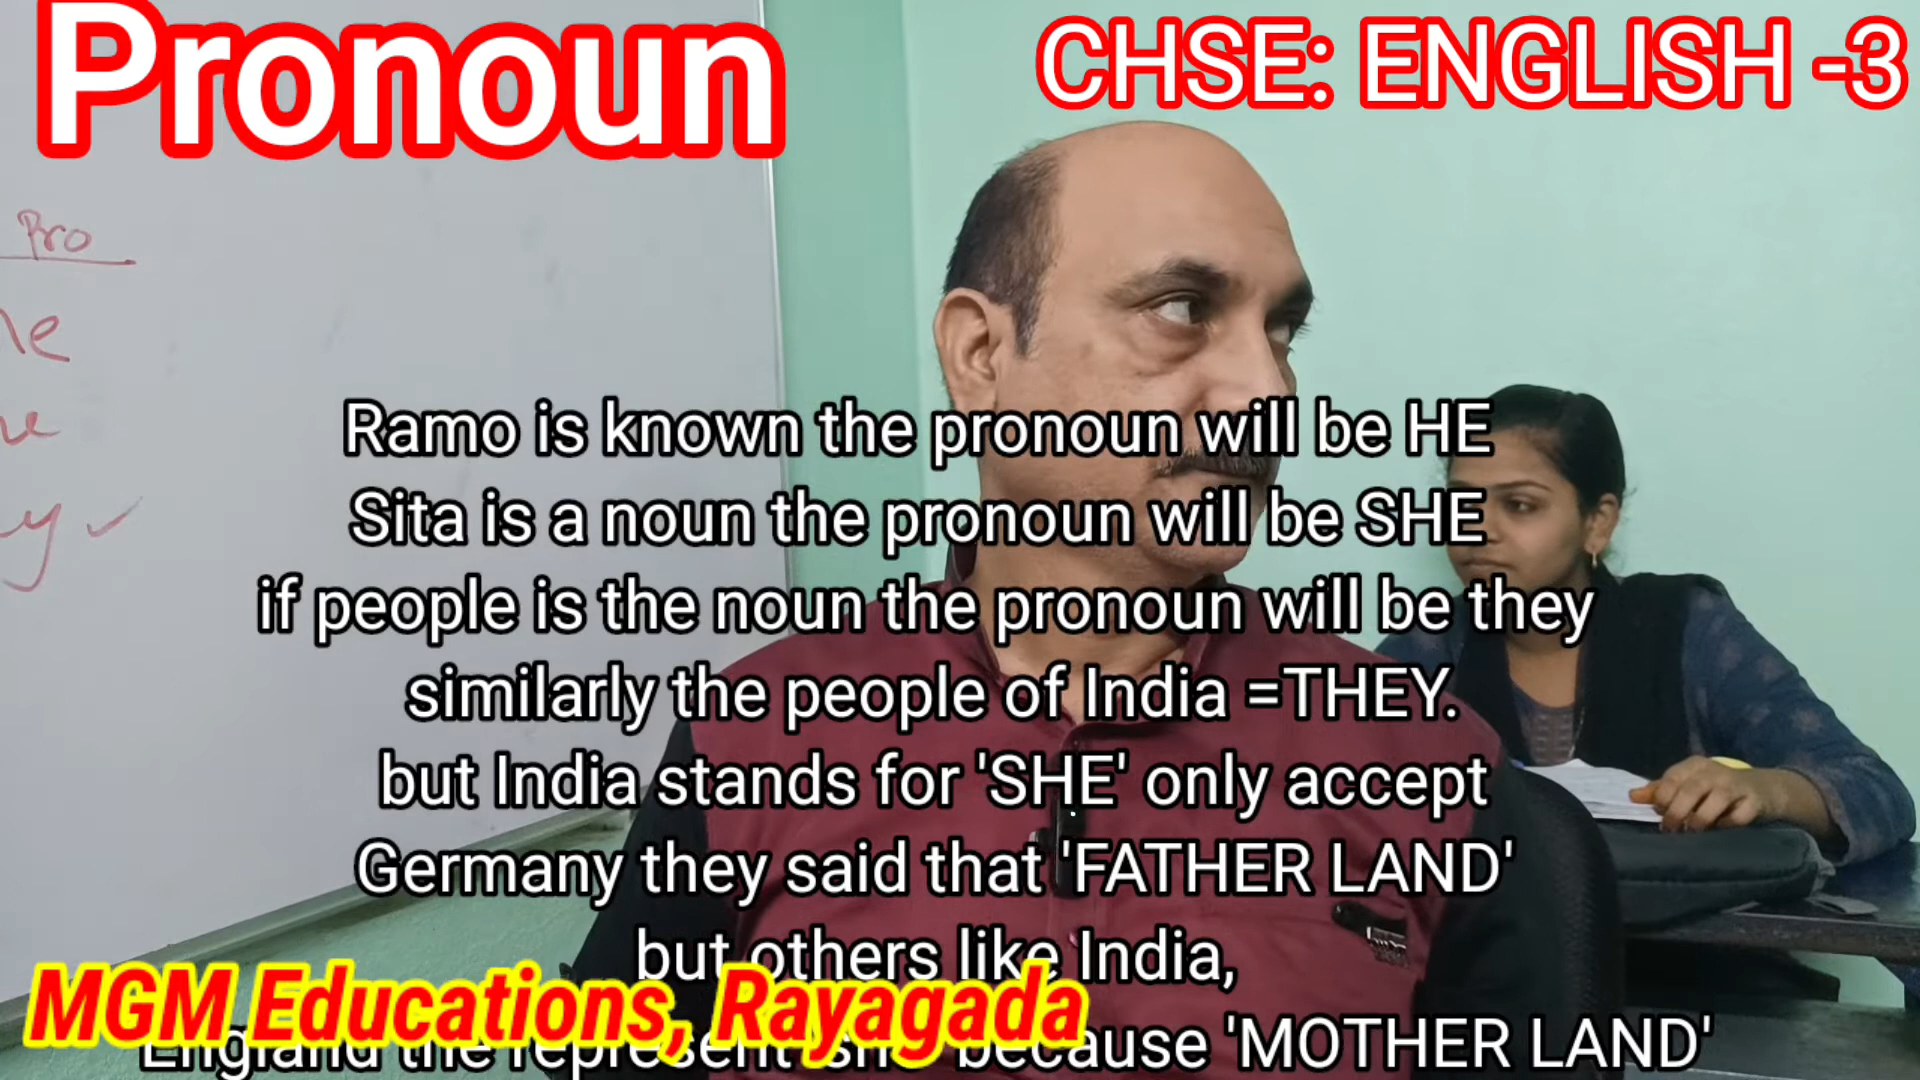 Pronoun
CHSE: ENGLISH -3
Pro
Ramo is known the pronoun will be HE
Sita is a noun the pronoun will be SHE
if people is the noun the pronoun will be they
similarly the people of India =THEY.
but India stands for 'SHE' only accept
Germany they said that 'FATHER LAND'
but others like India,
MGM Educations, Rayagada
England the represent because 'MOTHER LAND'